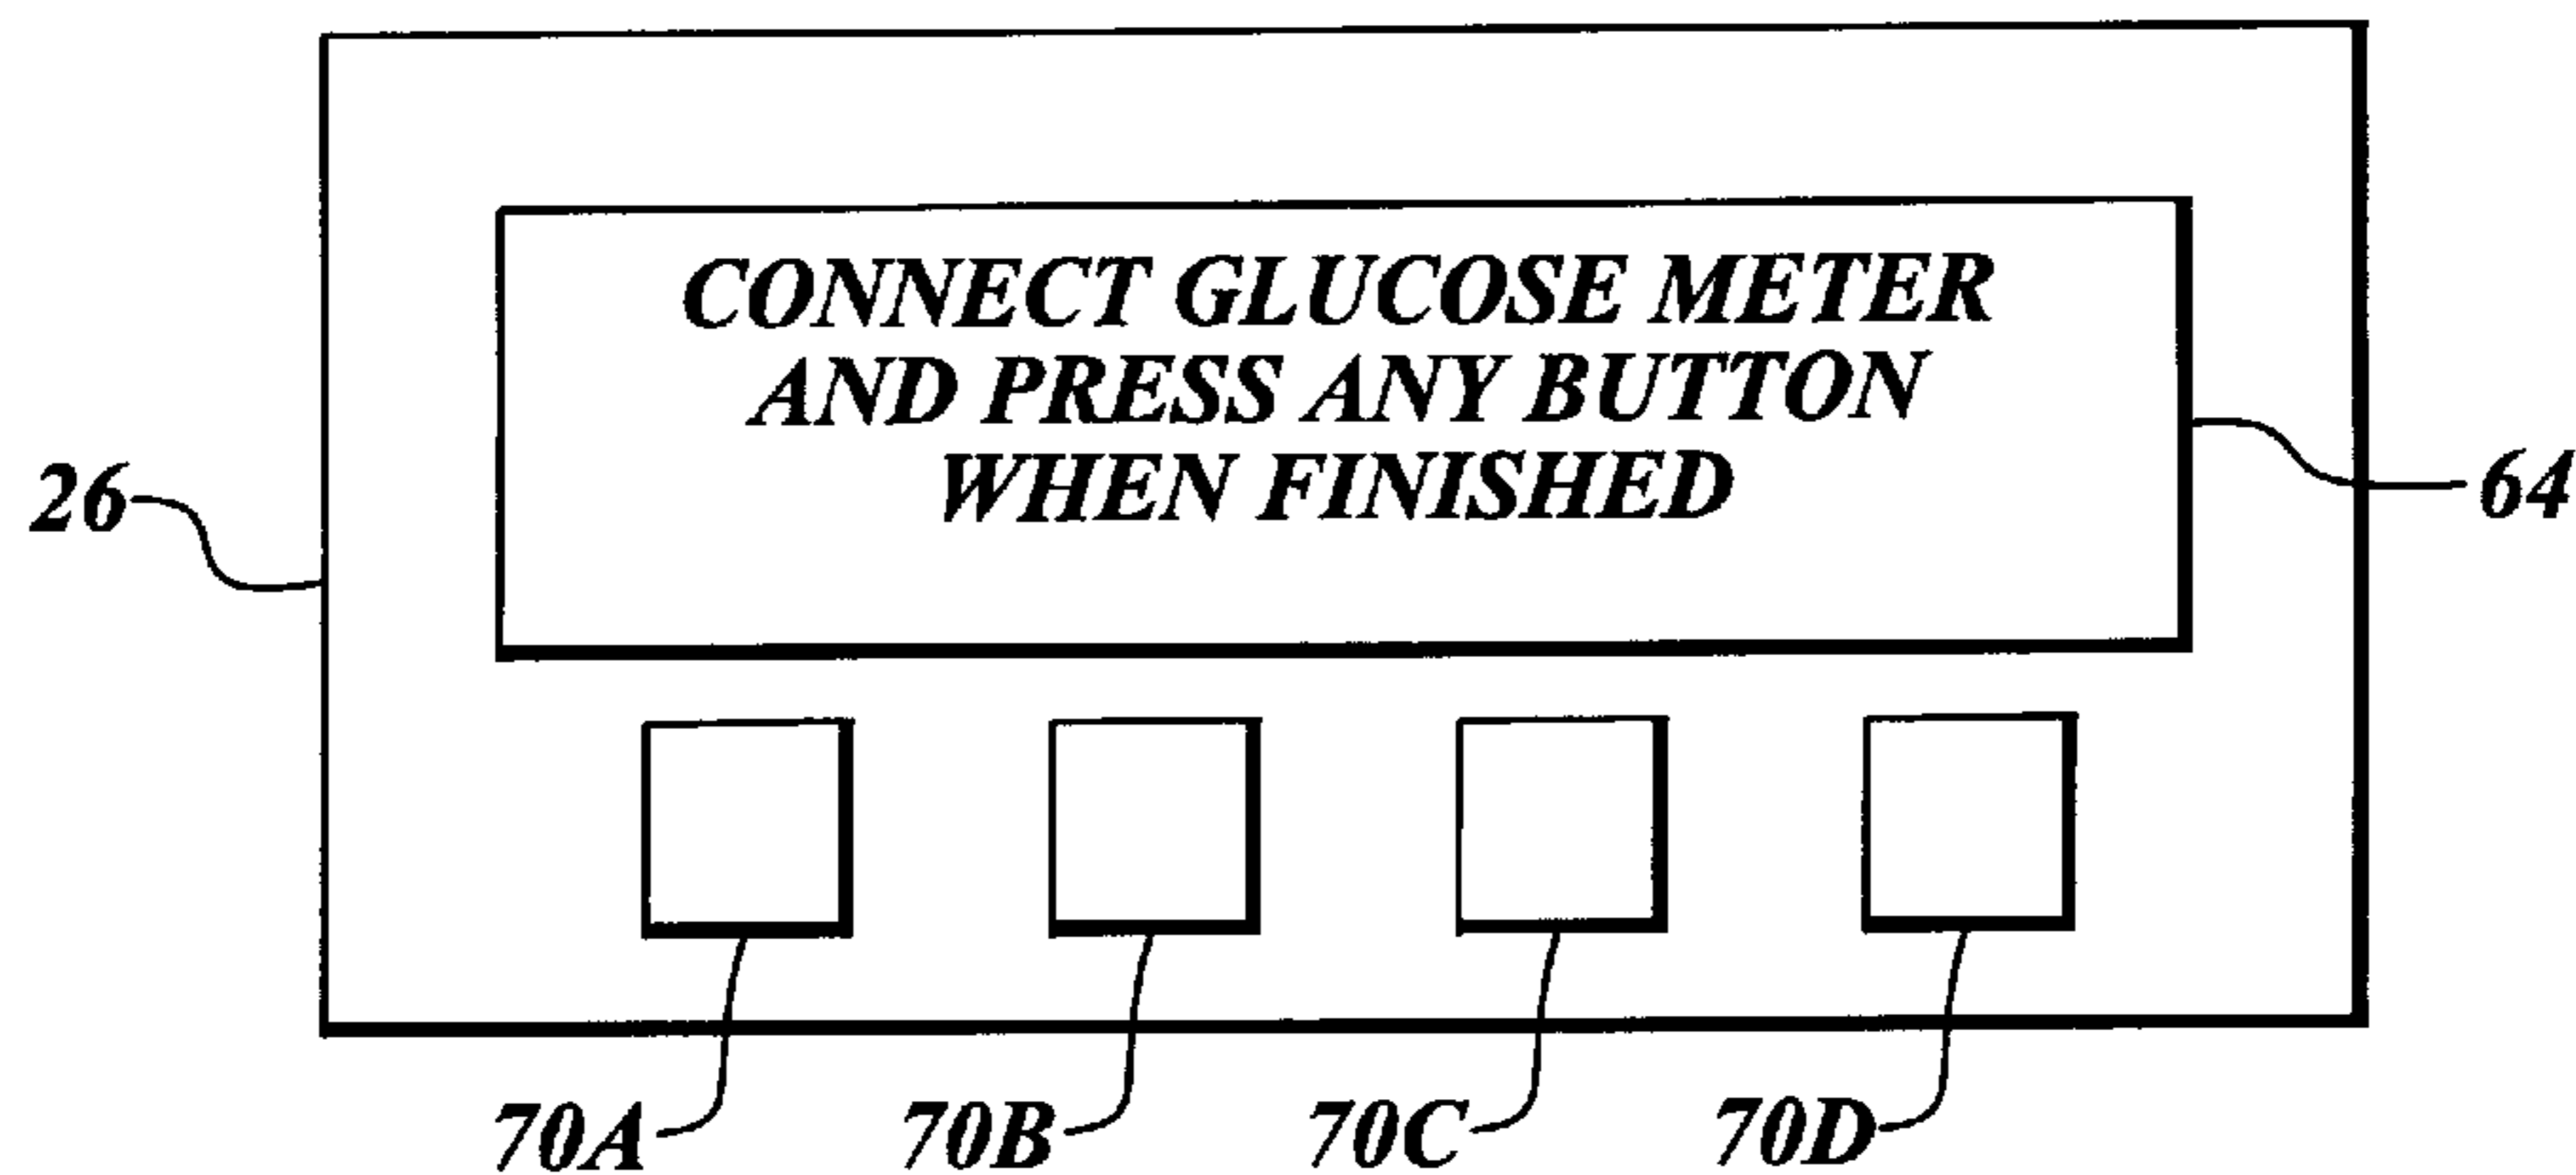 CONNECT GLUCOSE METER
AND PRESS ANY BUTTON
WHEN FINISHED
26
64
70A
70B
70C
70D